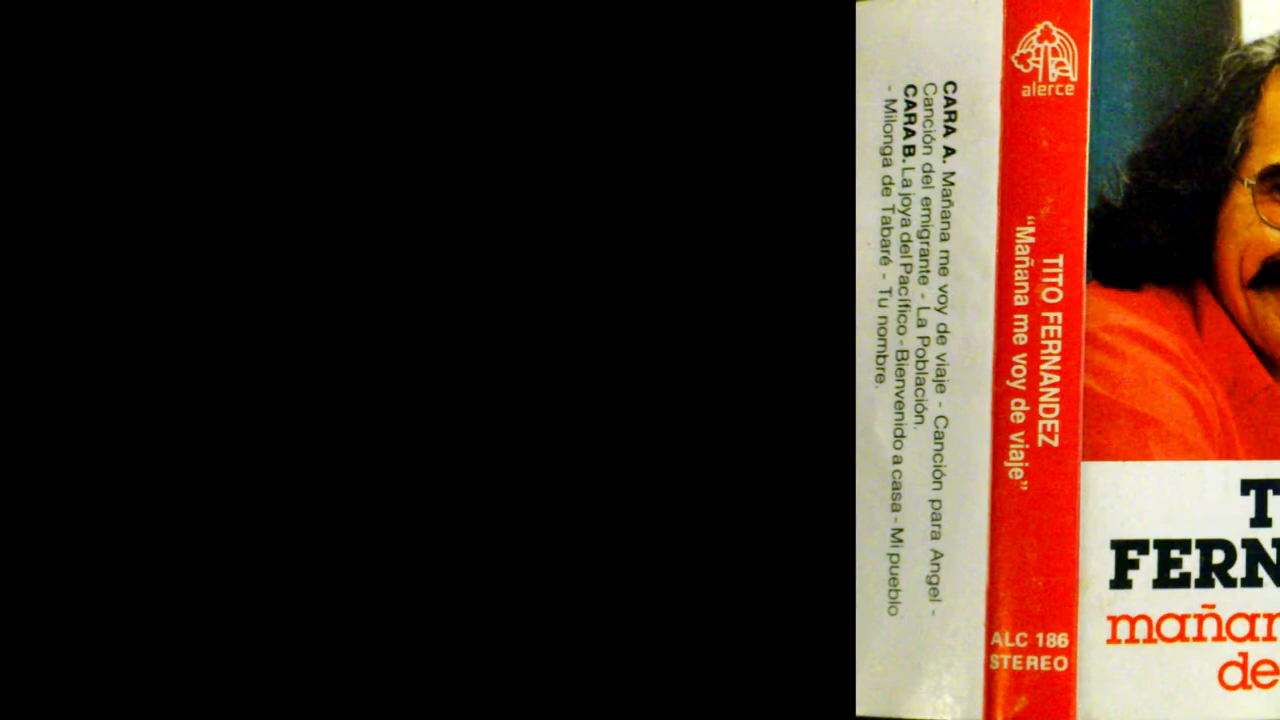 CARA A. Mañana me voy de viaje - Canción para Angel -
Canción del emigrante - La Población.
CARA B. La joya del Pacífico - Bienvenido a casa - Mi pueblo
- Milonga de Tabaré - Tu nombre.
alerce
TITO FERNANDEZ
"Mañana me voy de viaje"
ALC 186
STEREO
T
FERN
mañan
de